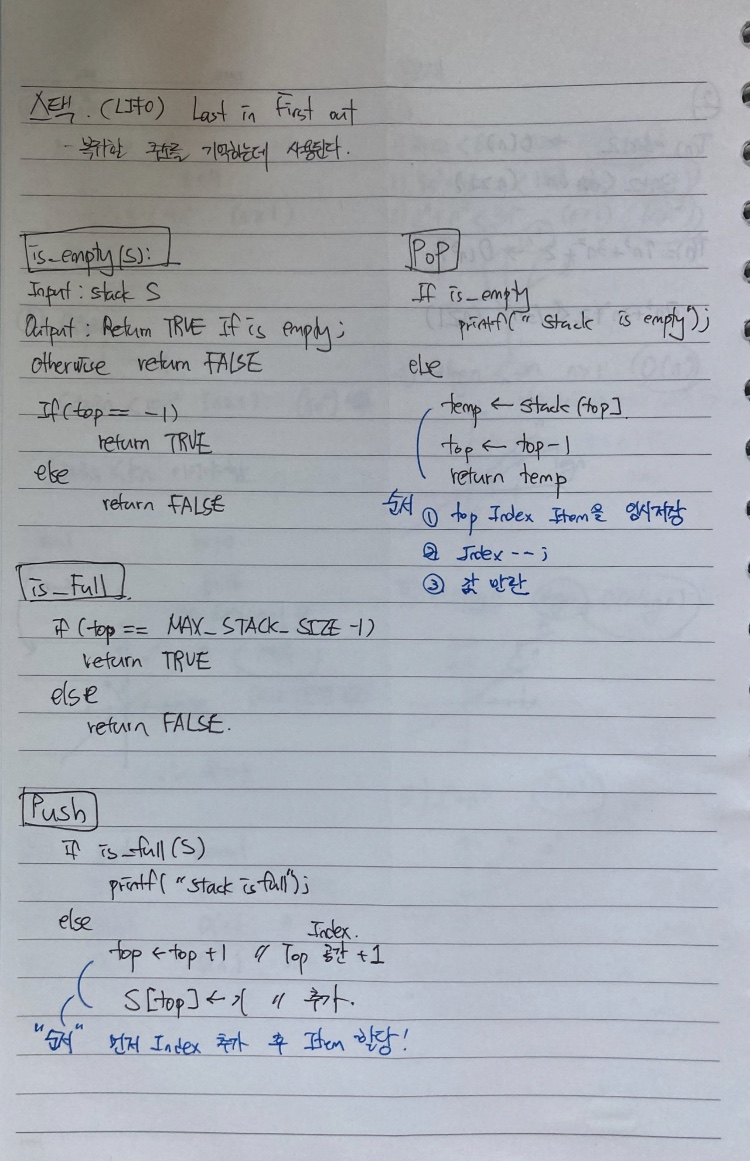 스택. (LIFO) Last in First out
- 복귀할 주소를 기억하는데 사용된다.
is_empty(S):
Input : stack S
Output : Return TRUE If is empty;
otherwise return FALSE
If(top == -1)
return TRUE
else
return FALSE
is_Full
if (top == MAX_STACK_SIZE -1)
return TRUE
else
return FALSE.
Push
if is_full(S)
printf("stack is full");
else
Index.
top ← top +1 // Top 공간 +1
S[top] ← x // 추가.
"순서" 먼저 Index 추가 후 Item 할당!
PoP
If is_empty
printf("stack is empty");
else
temp ← stack[top].
top ← top-1
return temp
순서 ① top Index Item을 임시저장
② Index--;
③ 값 반환